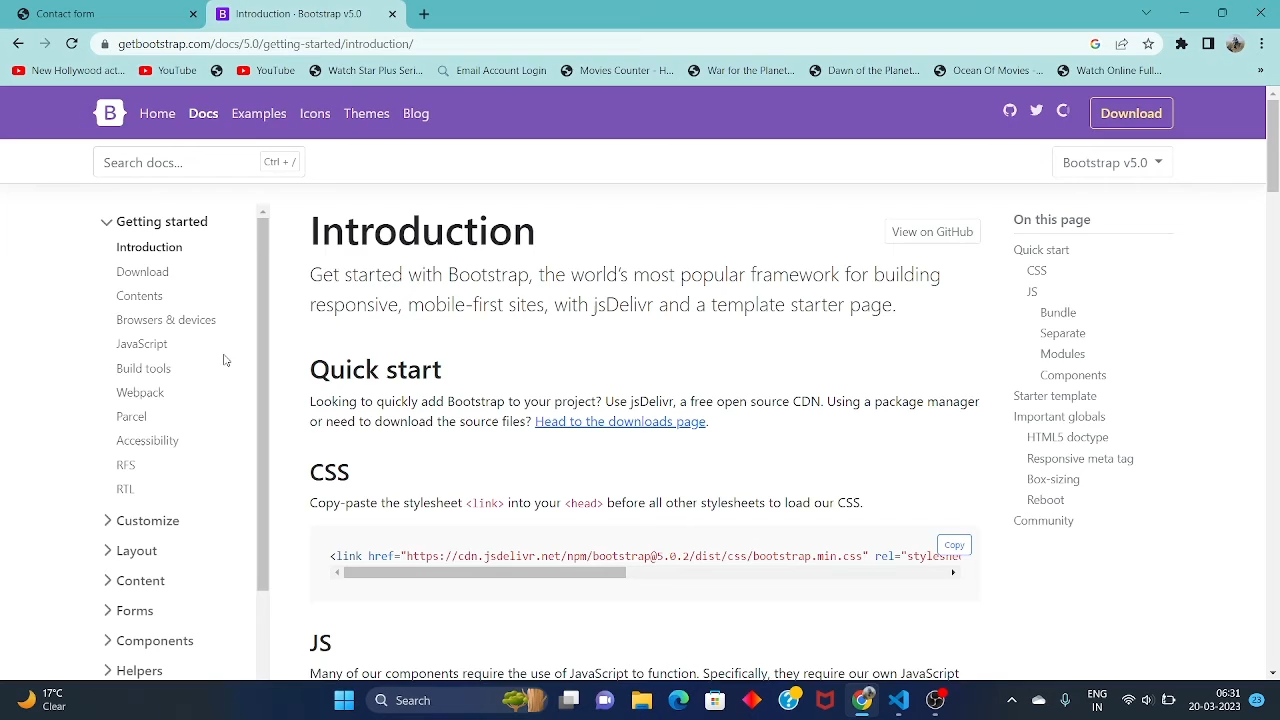 Contact form
Introduction · Bootstrap v5.0
getbootstrap.com/docs/5.0/getting-started/introduction/
New Hollywood act...
YouTube
YouTube
Watch Star Plus Seri...
Email Account Login
Movies Counter - H...
War for the Planet...
Dawn of the Planet...
Ocean Of Movies -...
Watch Online Full...
»
B
Home
Docs
Examples
Icons
Themes
Blog
Download
Search docs...
Ctrl + /
Bootstrap v5.0
Getting started
Introduction
Download
Contents
Browsers & devices
JavaScript
Build tools
Webpack
Parcel
Accessibility
RFS
RTL
Customize
Layout
Content
Forms
Components
Helpers
Introduction
View on GitHub
Get started with Bootstrap, the world's most popular framework for building
responsive, mobile-first sites, with jsDelivr and a template starter page.
Quick start
Looking to quickly add Bootstrap to your project? Use jsDelivr, a free open source CDN. Using a package manager
or need to download the source files? Head to the downloads page.
CSS
Copy-paste the stylesheet <link> into your <head> before all other stylesheets to load our CSS.
Copy
<link href="https://cdn.jsdelivr.net/npm/bootstrap@5.0.2/dist/css/bootstrap.min.css" rel="styleshe
JS
Many of our components require the use of JavaScript to function. Specifically, they require our own JavaScript
On this page
Quick start
CSS
JS
Bundle
Separate
Modules
Components
Starter template
Important globals
HTML5 doctype
Responsive meta tag
Box-sizing
Reboot
Community
17°C
Clear
Search
ENG
IN
06:31
20-03-2023
23